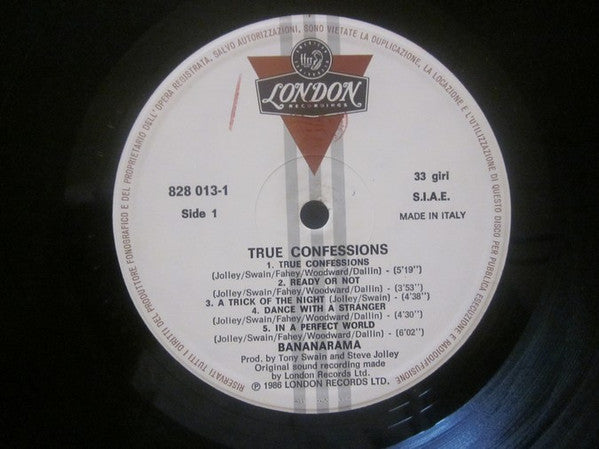 RISERVATI TUTTI I DIRITTI DEL PRODUTTORE FONOGRAFICO E DEL PROPRIETARIO DELL'OPERA REGISTRATA. SALVO AUTORIZZAZIONI, SONO VIETATE LA DUPLICAZIONE, LA LOCAZIONE E L'UTILIZZAZIONE DI QUESTO DISCO PER PUBBLICA ESECUZIONE E RADIODIFFUSIONE
LONDON
RECORDINGS
828 013-1
Side 1
33 giri
S.I.A.E.
MADE IN ITALY
TRUE CONFESSIONS
1. TRUE CONFESSIONS
(Jolley/Swain/Fahey/Woodward/Dallin) - (5'19")
2. READY OR NOT
(Jolley/Swain/Fahey/Woodward/Dallin) - (3'53")
3. A TRICK OF THE NIGHT (Jolley/Swain) - (4'38")
4. DANCE WITH A STRANGER
(Jolley/Swain/Fahey/Woodward/Dallin) - (4'30")
5. IN A PERFECT WORLD
(Jolley/Swain/Fahey/Woodward/Dallin) - (6'02")
BANANARAMA
Prod. by Tony Swain and Steve Jolley
Original sound recording made
by London Records Ltd.
℗ 1986 LONDON RECORDS LTD.